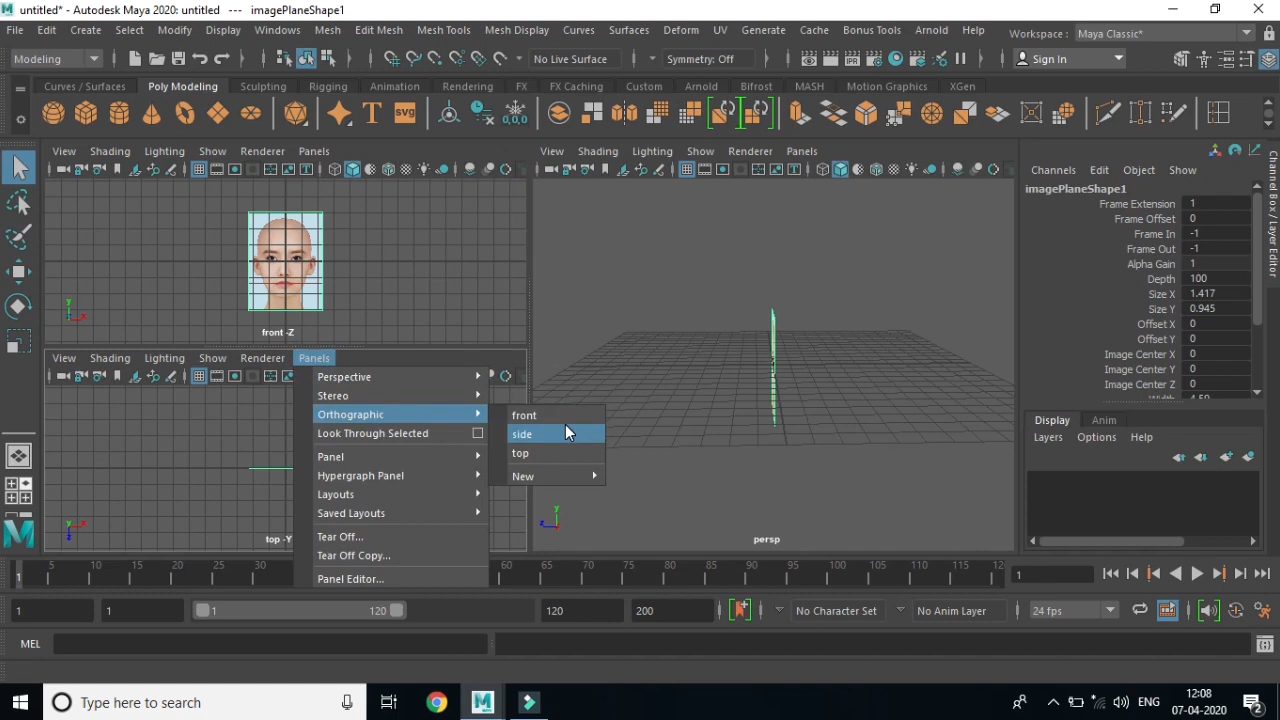 untitled* - Autodesk Maya 2020: untitled --- imagePlaneShape1
File Edit Create Select Modify Display Windows Mesh Edit Mesh Mesh Tools Mesh Display Curves Surfaces Deform UV Generate Cache Bonus Tools Arnold Help Workspace : Maya Classic*
Modeling No Live Surface Symmetry: Off Sign In
Curves / Surfaces Poly Modeling Sculpting Rigging Animation Rendering FX FX Caching Custom Arnold Bifrost MASH Motion Graphics XGen
SVG 0,0,0
View Shading Lighting Show Renderer Panels
front -Z
View Shading Lighting Show Renderer Panels
persp
View Shading Lighting Show Renderer Panels
top -Y
Perspective
Stereo
Orthographic
Look Through Selected
Panel
Hypergraph Panel
Layouts
Saved Layouts
Tear Off...
Tear Off Copy...
Panel Editor...
front
side
top
New
Channels Edit Object Show
imagePlaneShape1
Frame Extension 1
Frame Offset 0
Frame In -1
Frame Out -1
Alpha Gain 1
Depth 100
Size X 1.417
Size Y 0.945
Offset X 0
Offset Y 0
Image Center X 0
Image Center Y 0
Image Center Z 0
Channel Box / Layer Editor
Display Anim
Layers Options Help
1 5 10 15 20 25 30 60 65 70 75 80 85 90 95 100 105 110 115 12 1
1 1 1 120 120 200 No Character Set No Anim Layer 24 fps
MEL
Type here to search ENG 12:08
07-04-2020 2